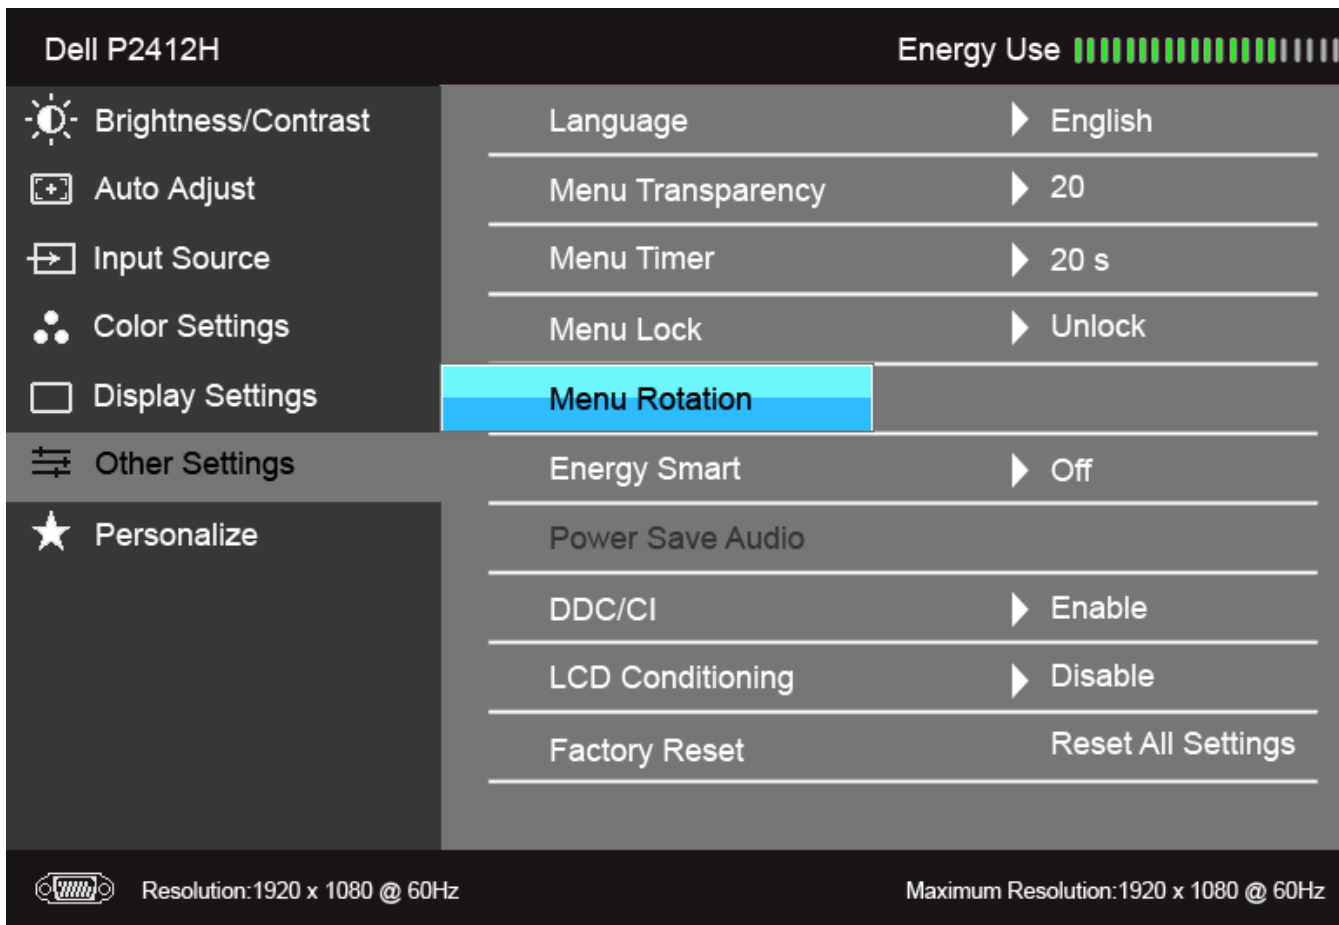 Dell P2412H Energy Use
Brightness/Contrast Language English
Auto Adjust Menu Transparency 20
Input Source Menu Timer 20 s
Color Settings Menu Lock Unlock
Display Settings Menu Rotation
Other Settings Energy Smart Off
Personalize Power Save Audio
DDC/CI Enable
LCD Conditioning Disable
Factory Reset Reset All Settings
Resolution:1920 x 1080 @ 60Hz Maximum Resolution:1920 x 1080 @ 60Hz